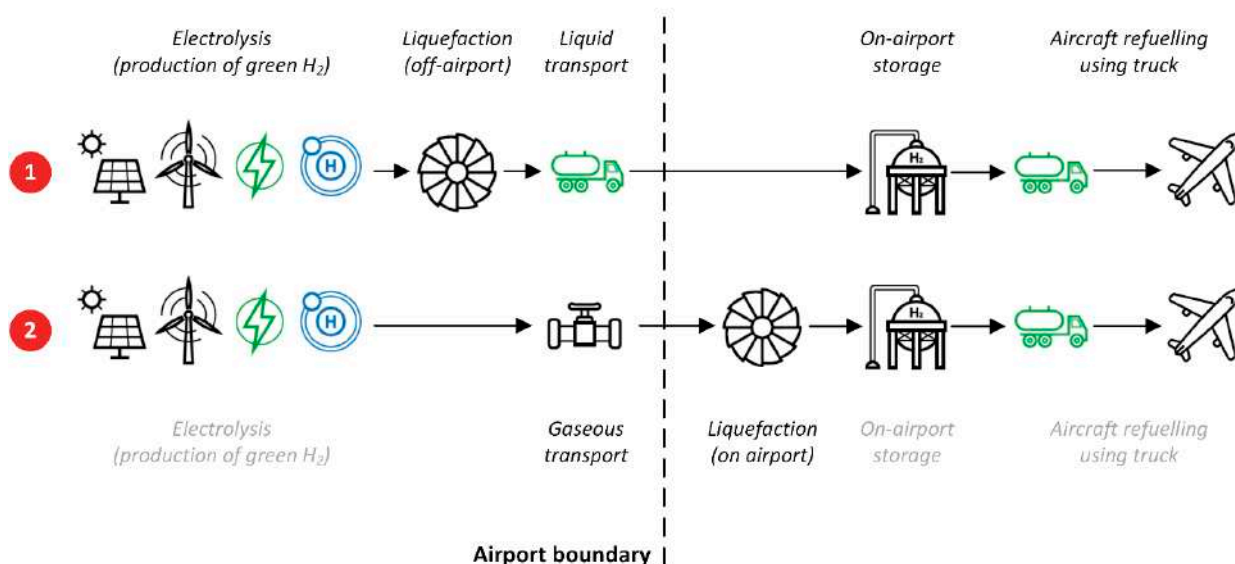 Electrolysis
(production of green H₂)
Liquefaction
(off-airport)
Liquid
transport
On-airport
storage
Aircraft refuelling
using truck
1
H
H₂
2
H
H₂
Electrolysis
(production of green H₂)
Gaseous
transport
Liquefaction
(on airport)
On-airport
storage
Aircraft refuelling
using truck
Airport boundary